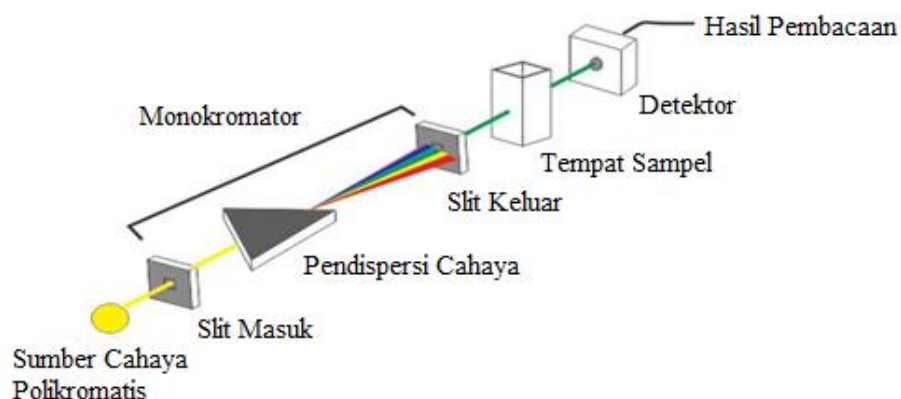 Hasil Pembacaan
Detektor
Monokromator
Tempat Sampel
Slit Keluar
Pendispersi Cahaya
Slit Masuk
Sumber Cahaya
Polikromatis